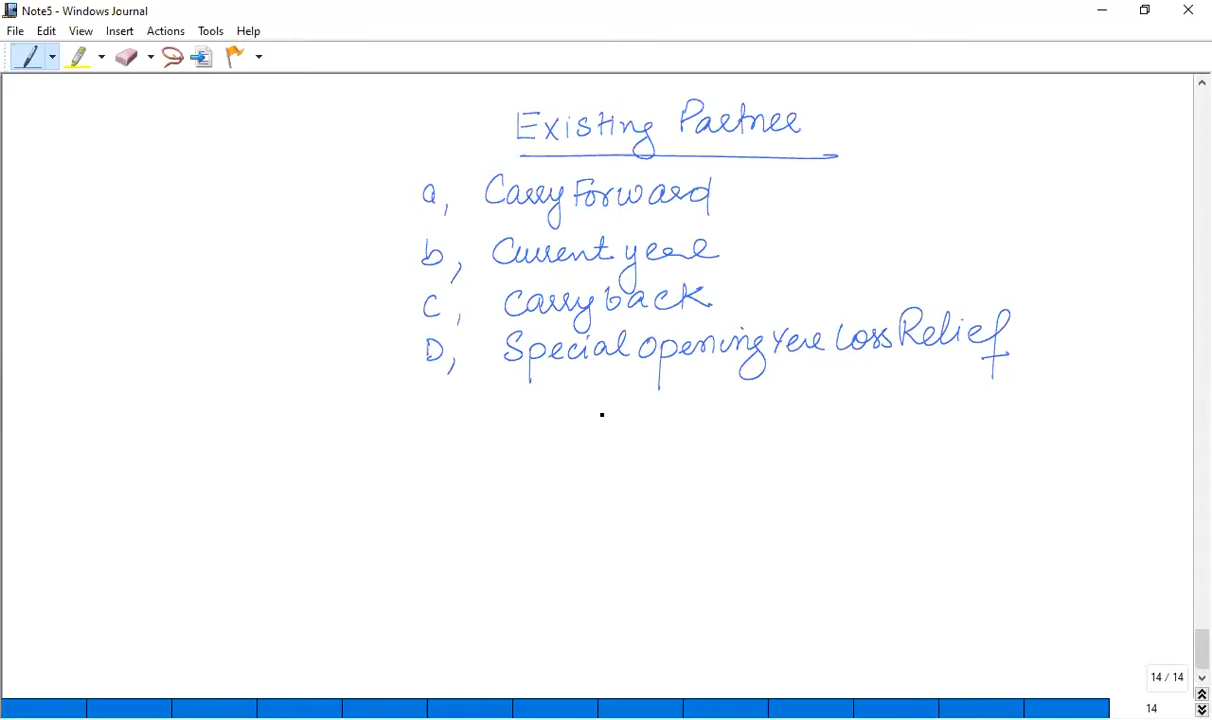 Note5 - Windows Journal
File Edit View Insert Actions Tools Help
Existing Partner
a, Carry Forward
b, Current year
C, Carry back
D, Special opening Year Loss Relief
14 / 14
14